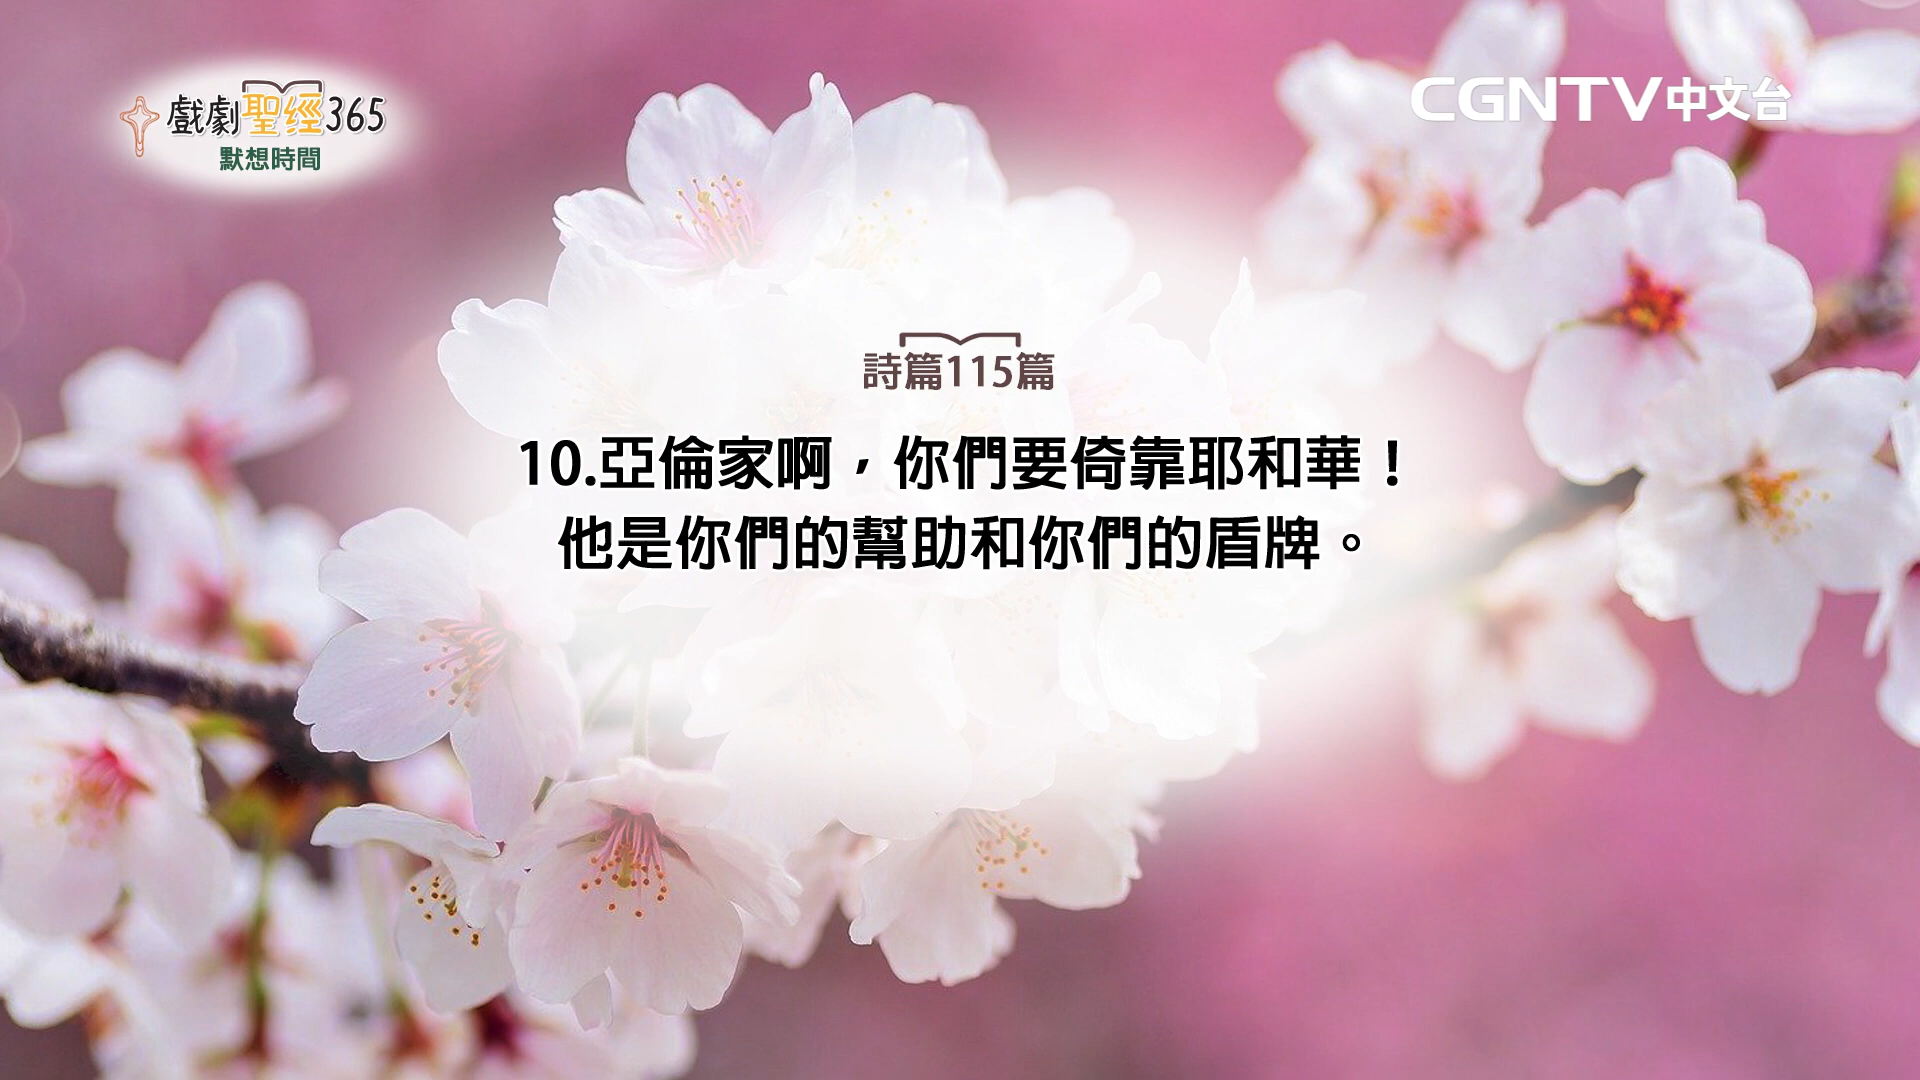 戲劇聖經365
默想時間
CGNTV中文台
詩篇115篇
10.亞倫家啊，你們要倚靠耶和華！
他是你們的幫助和你們的盾牌。